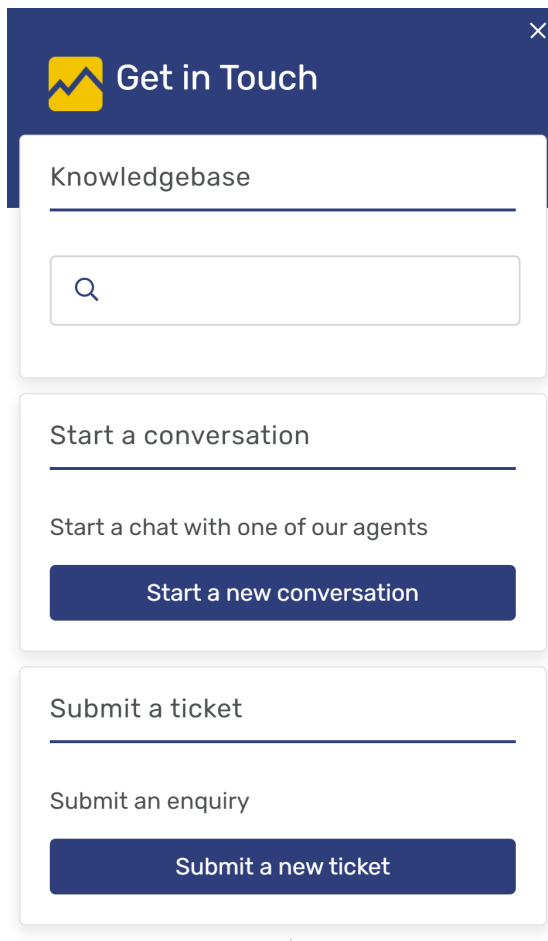 Get in Touch
Knowledgebase
Start a conversation
Start a chat with one of our agents
Start a new conversation
Submit a ticket
Submit an enquiry
Submit a new ticket